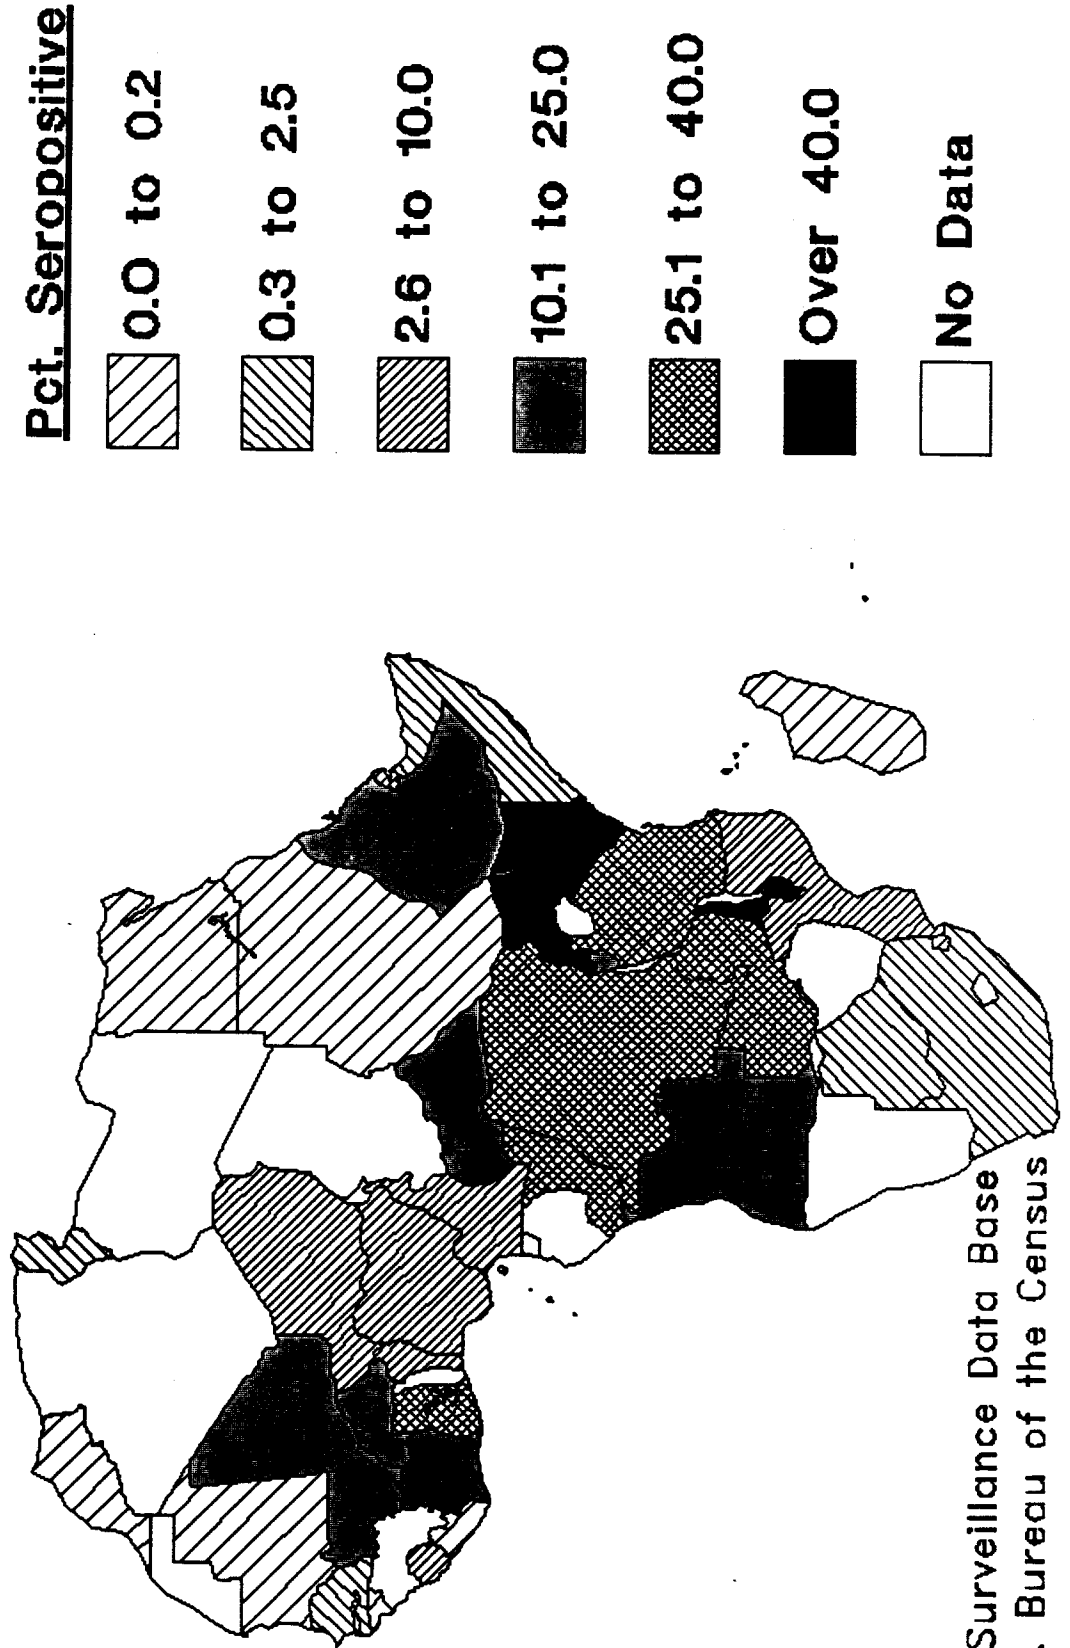 Pct. Seropositive
0.0 to 0.2
0.3 to 2.5
2.6 to 10.0
10.1 to 25.0
25.1 to 40.0
Over 40.0
No Data
Surveillance Data Base
. Bureau of the Census